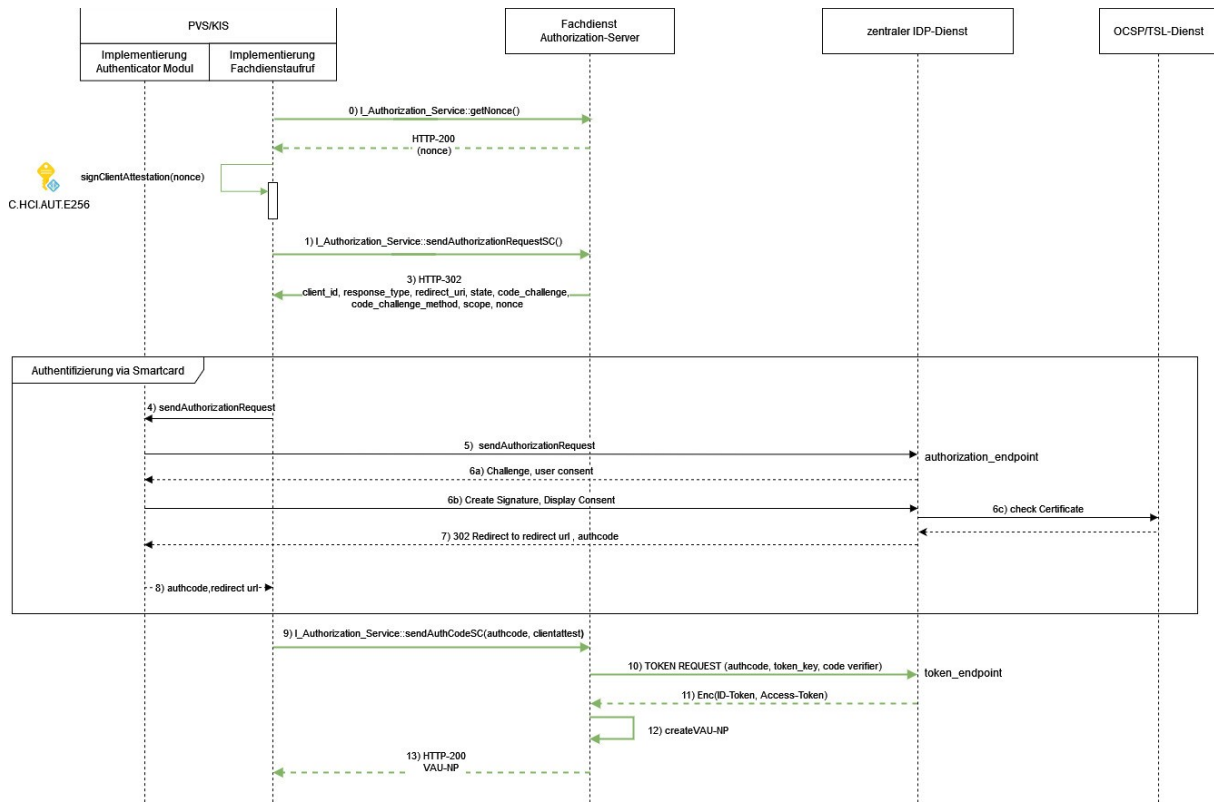 PVS/KIS
Implementierung
Authenticator Modul
Implementierung
Fachdienstaufruf
Fachdienst
Authorization-Server
zentraler IDP-Dienst
OCSP/TSL-Dienst
0) I_Authorization_Service::getNonce()
HTTP-200
(nonce)
signClientAttestation(nonce)
C.HCI.AUT.E256
1) I_Authorization_Service::sendAuthorizationRequestSC()
3) HTTP-302
client_id, response_type, redirect_uri, state, code_challenge,
code_challenge_method, scope, nonce
Authentifizierung via Smartcard
4) sendAuthorizationRequest
5) sendAuthorizationRequest
authorization_endpoint
6a) Challenge, user consent
6b) Create Signature, Display Consent
6c) check Certificate
7) 302 Redirect to redirect url , authcode
8) authcode,redirect url
9) I_Authorization_Service::sendAuthCodeSC(authcode, clientattest)
10) TOKEN REQUEST (authcode, token_key, code verifier)
token_endpoint
11) Enc(ID-Token, Access-Token)
12) createVAU-NP
13) HTTP-200
VAU-NP